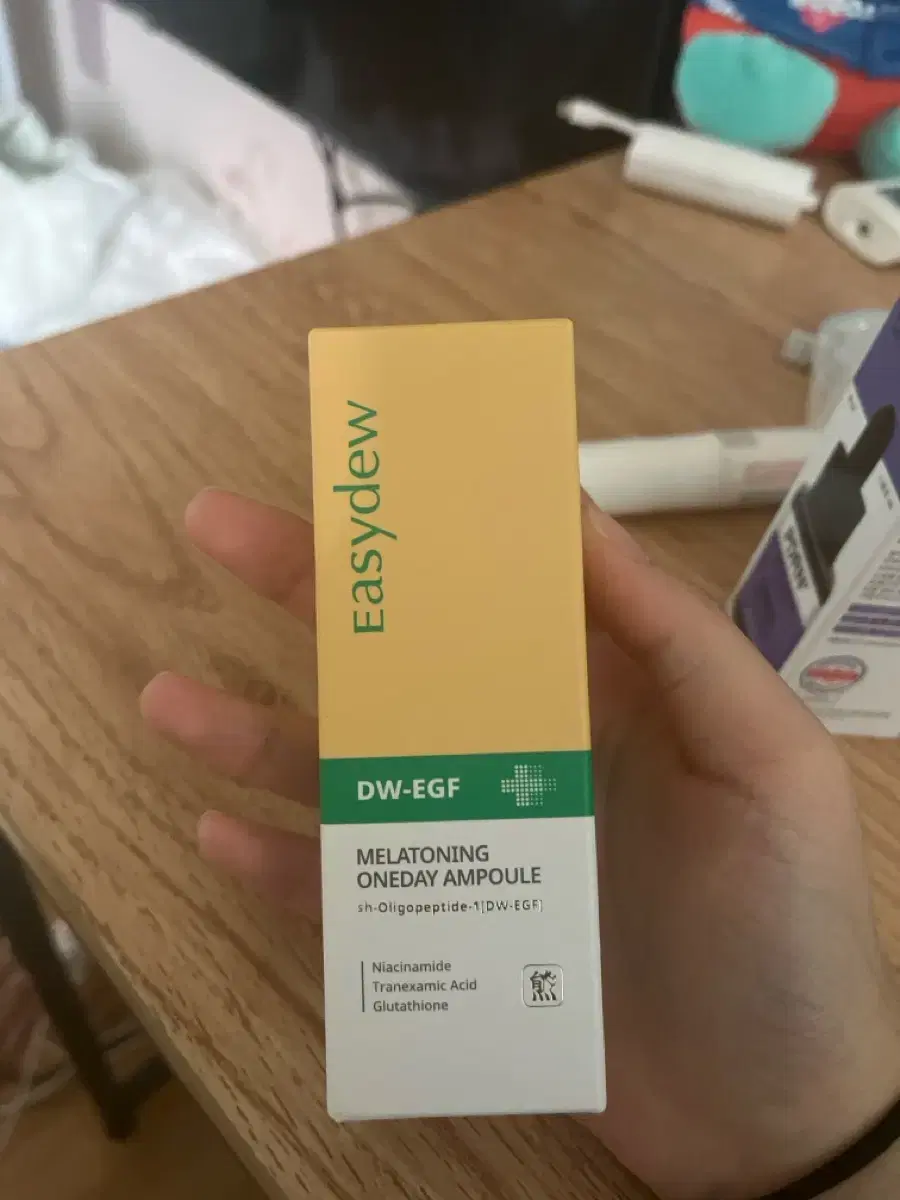 Easydew
DW-EGF
MELATONING
ONEDAY AMPOULE
sh-Oligopeptide-1[DW-EGF]
Niacinamide
Tranexamic Acid
Glutathione